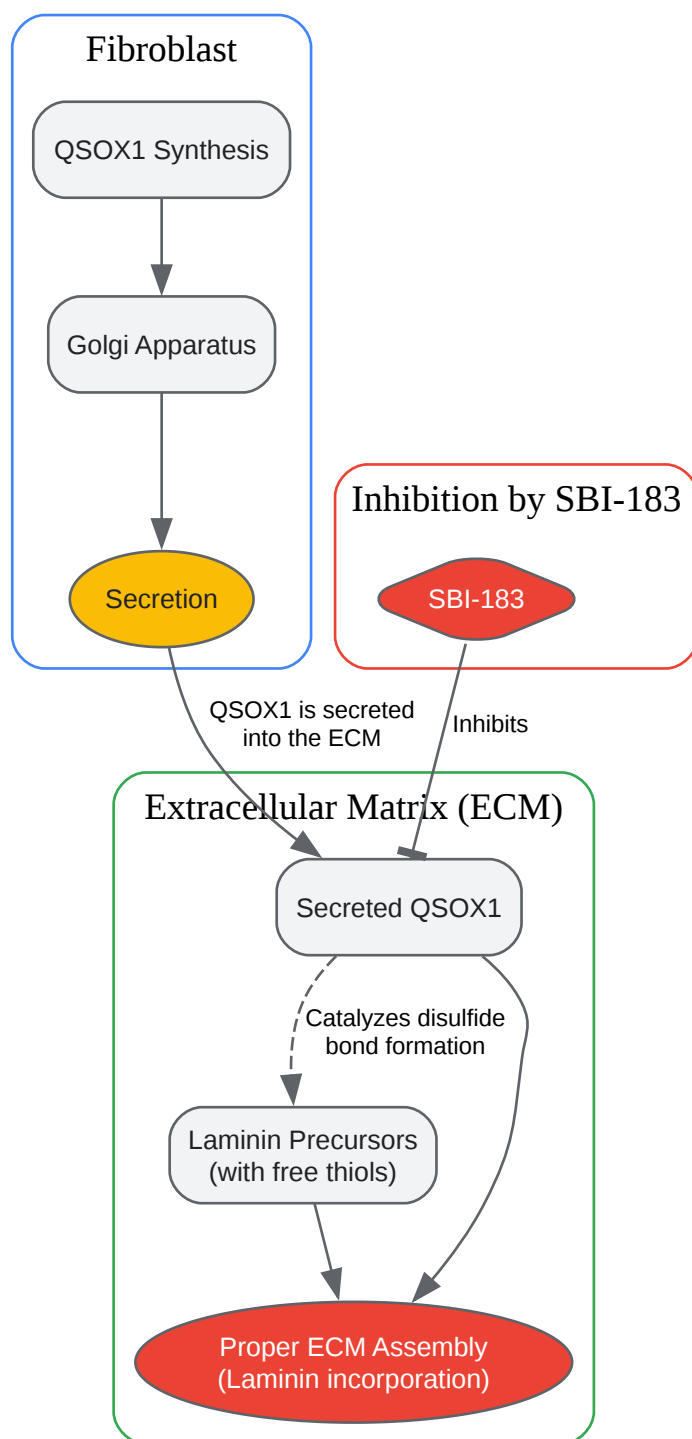 Fibroblast
QSOX1 Synthesis
Golgi Apparatus
Secretion
Inhibition by SBI-183
SBI-183
QSOX1 is secreted
into the ECM
Inhibits
Extracellular Matrix (ECM)
Secreted QSOX1
Catalyzes disulfide
bond formation
Laminin Precursors
(with free thiols)
Proper ECM Assembly
(Laminin incorporation)